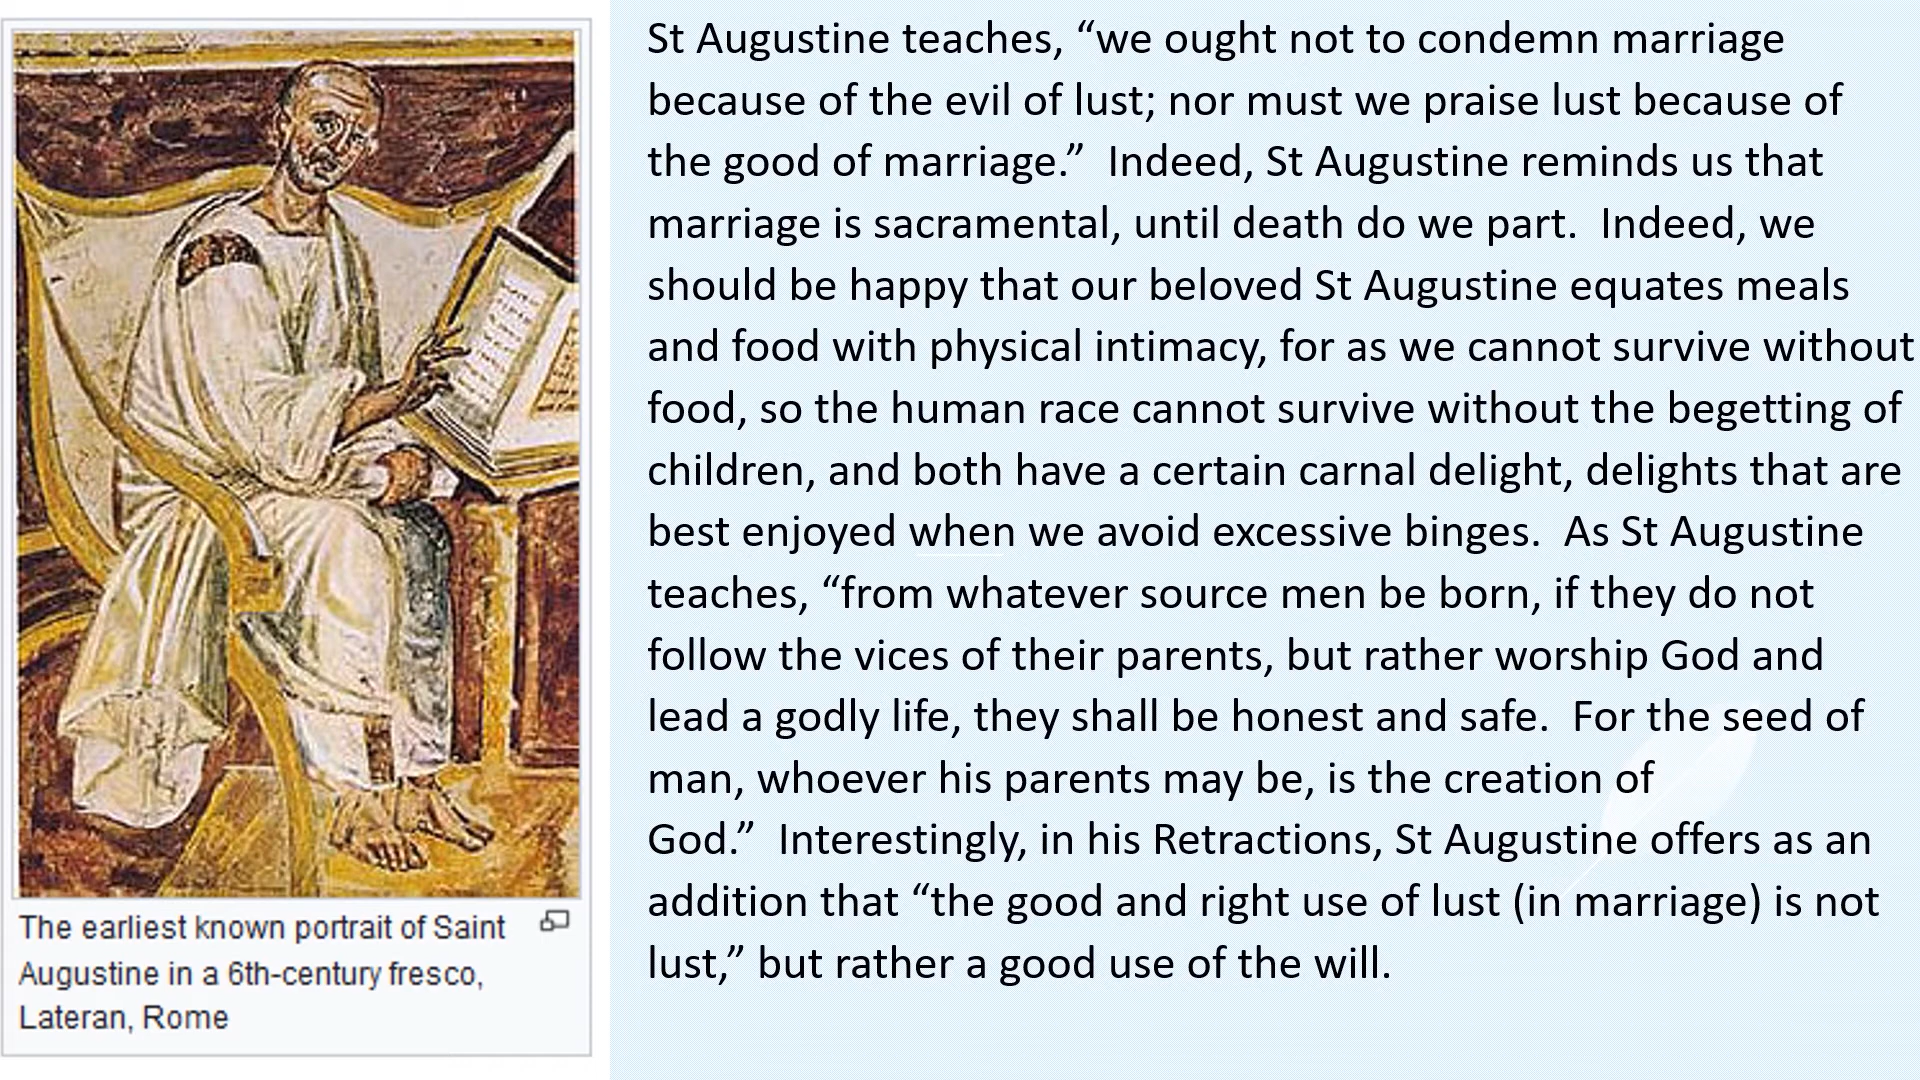 St Augustine teaches, “we ought not to condemn marriage
because of the evil of lust; nor must we praise lust because of
the good of marriage.”  Indeed, St Augustine reminds us that
marriage is sacramental, until death do we part.  Indeed, we
should be happy that our beloved St Augustine equates meals
and food with physical intimacy, for as we cannot survive without
food, so the human race cannot survive without the begetting of
children, and both have a certain carnal delight, delights that are
best enjoyed when we avoid excessive binges.  As St Augustine
teaches, “from whatever source men be born, if they do not
follow the vices of their parents, but rather worship God and
lead a godly life, they shall be honest and safe.  For the seed of
man, whoever his parents may be, is the creation of
God.”  Interestingly, in his Retractions, St Augustine offers as an
addition that “the good and right use of lust (in marriage) is not
lust,” but rather a good use of the will.
The earliest known portrait of Saint
Augustine in a 6th-century fresco,
Lateran, Rome